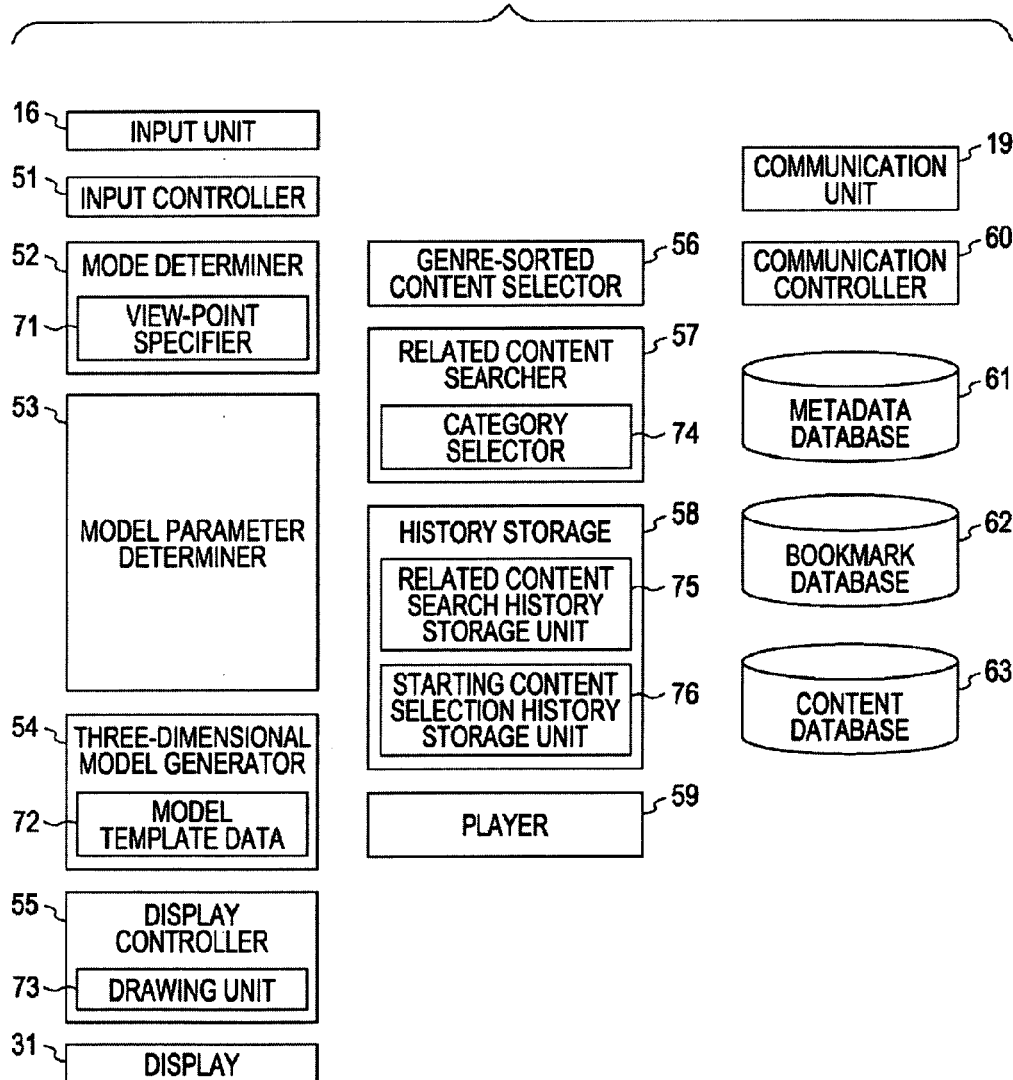 16
INPUT UNIT
51
INPUT CONTROLLER
52
MODE DETERMINER
71
VIEW-POINT
SPECIFIER
53
MODEL PARAMETER
DETERMINER
54
THREE-DIMENSIONAL
MODEL GENERATOR
72
MODEL
TEMPLATE DATA
55
DISPLAY
CONTROLLER
73
DRAWING UNIT
31
DISPLAY
56
GENRE-SORTED
CONTENT SELECTOR
57
RELATED CONTENT
SEARCHER
CATEGORY
SELECTOR
74
58
HISTORY STORAGE
RELATED CONTENT
SEARCH HISTORY
STORAGE UNIT
75
STARTING CONTENT
SELECTION HISTORY
STORAGE UNIT
76
59
PLAYER
19
COMMUNICATION
UNIT
60
COMMUNICATION
CONTROLLER
61
METADATA
DATABASE
62
BOOKMARK
DATABASE
63
CONTENT
DATABASE